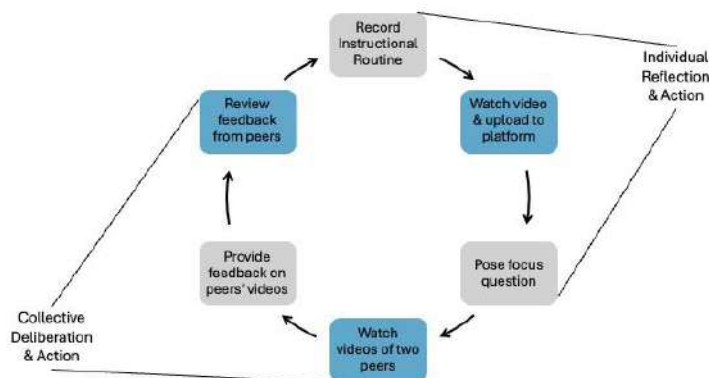 Record
Instructional
Routine
Individual
Reflection
& Action
Watch video
& upload to
platform
Pose focus
question
Watch
videos of two
peers
Provide
feedback on
peers' videos
Review
feedback
from peers
Collective
Deliberation
& Action